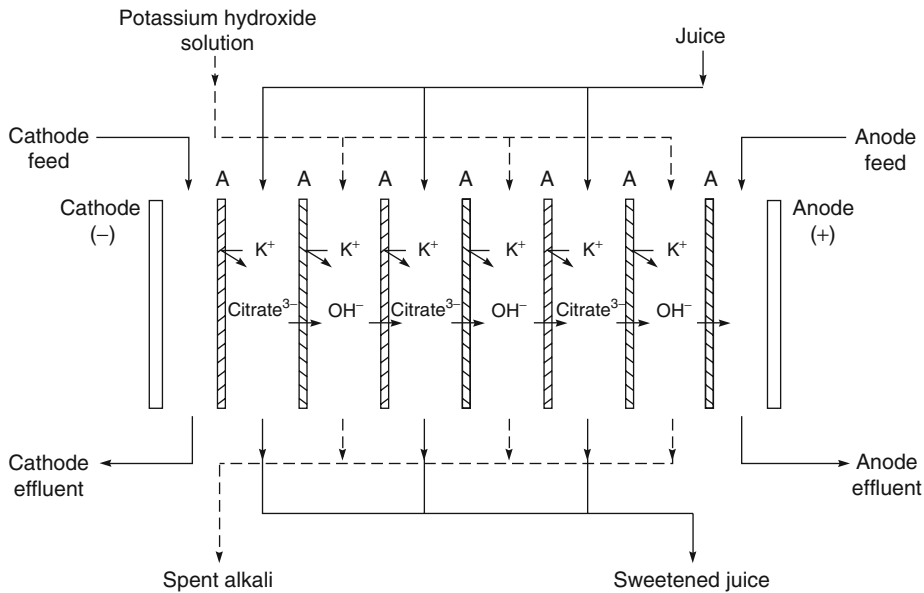 Potassium hydroxide
solution
Juice
Cathode
feed
Anode
feed
A A A A A A A
Cathode
(−)
Anode
(+)
K⁺ K⁺ K⁺ K⁺ K⁺ K⁺
Citrate³⁻ OH⁻ Citrate³⁻ OH⁻ Citrate³⁻ OH⁻
Cathode
effluent
Anode
effluent
Spent alkali
Sweetened juice